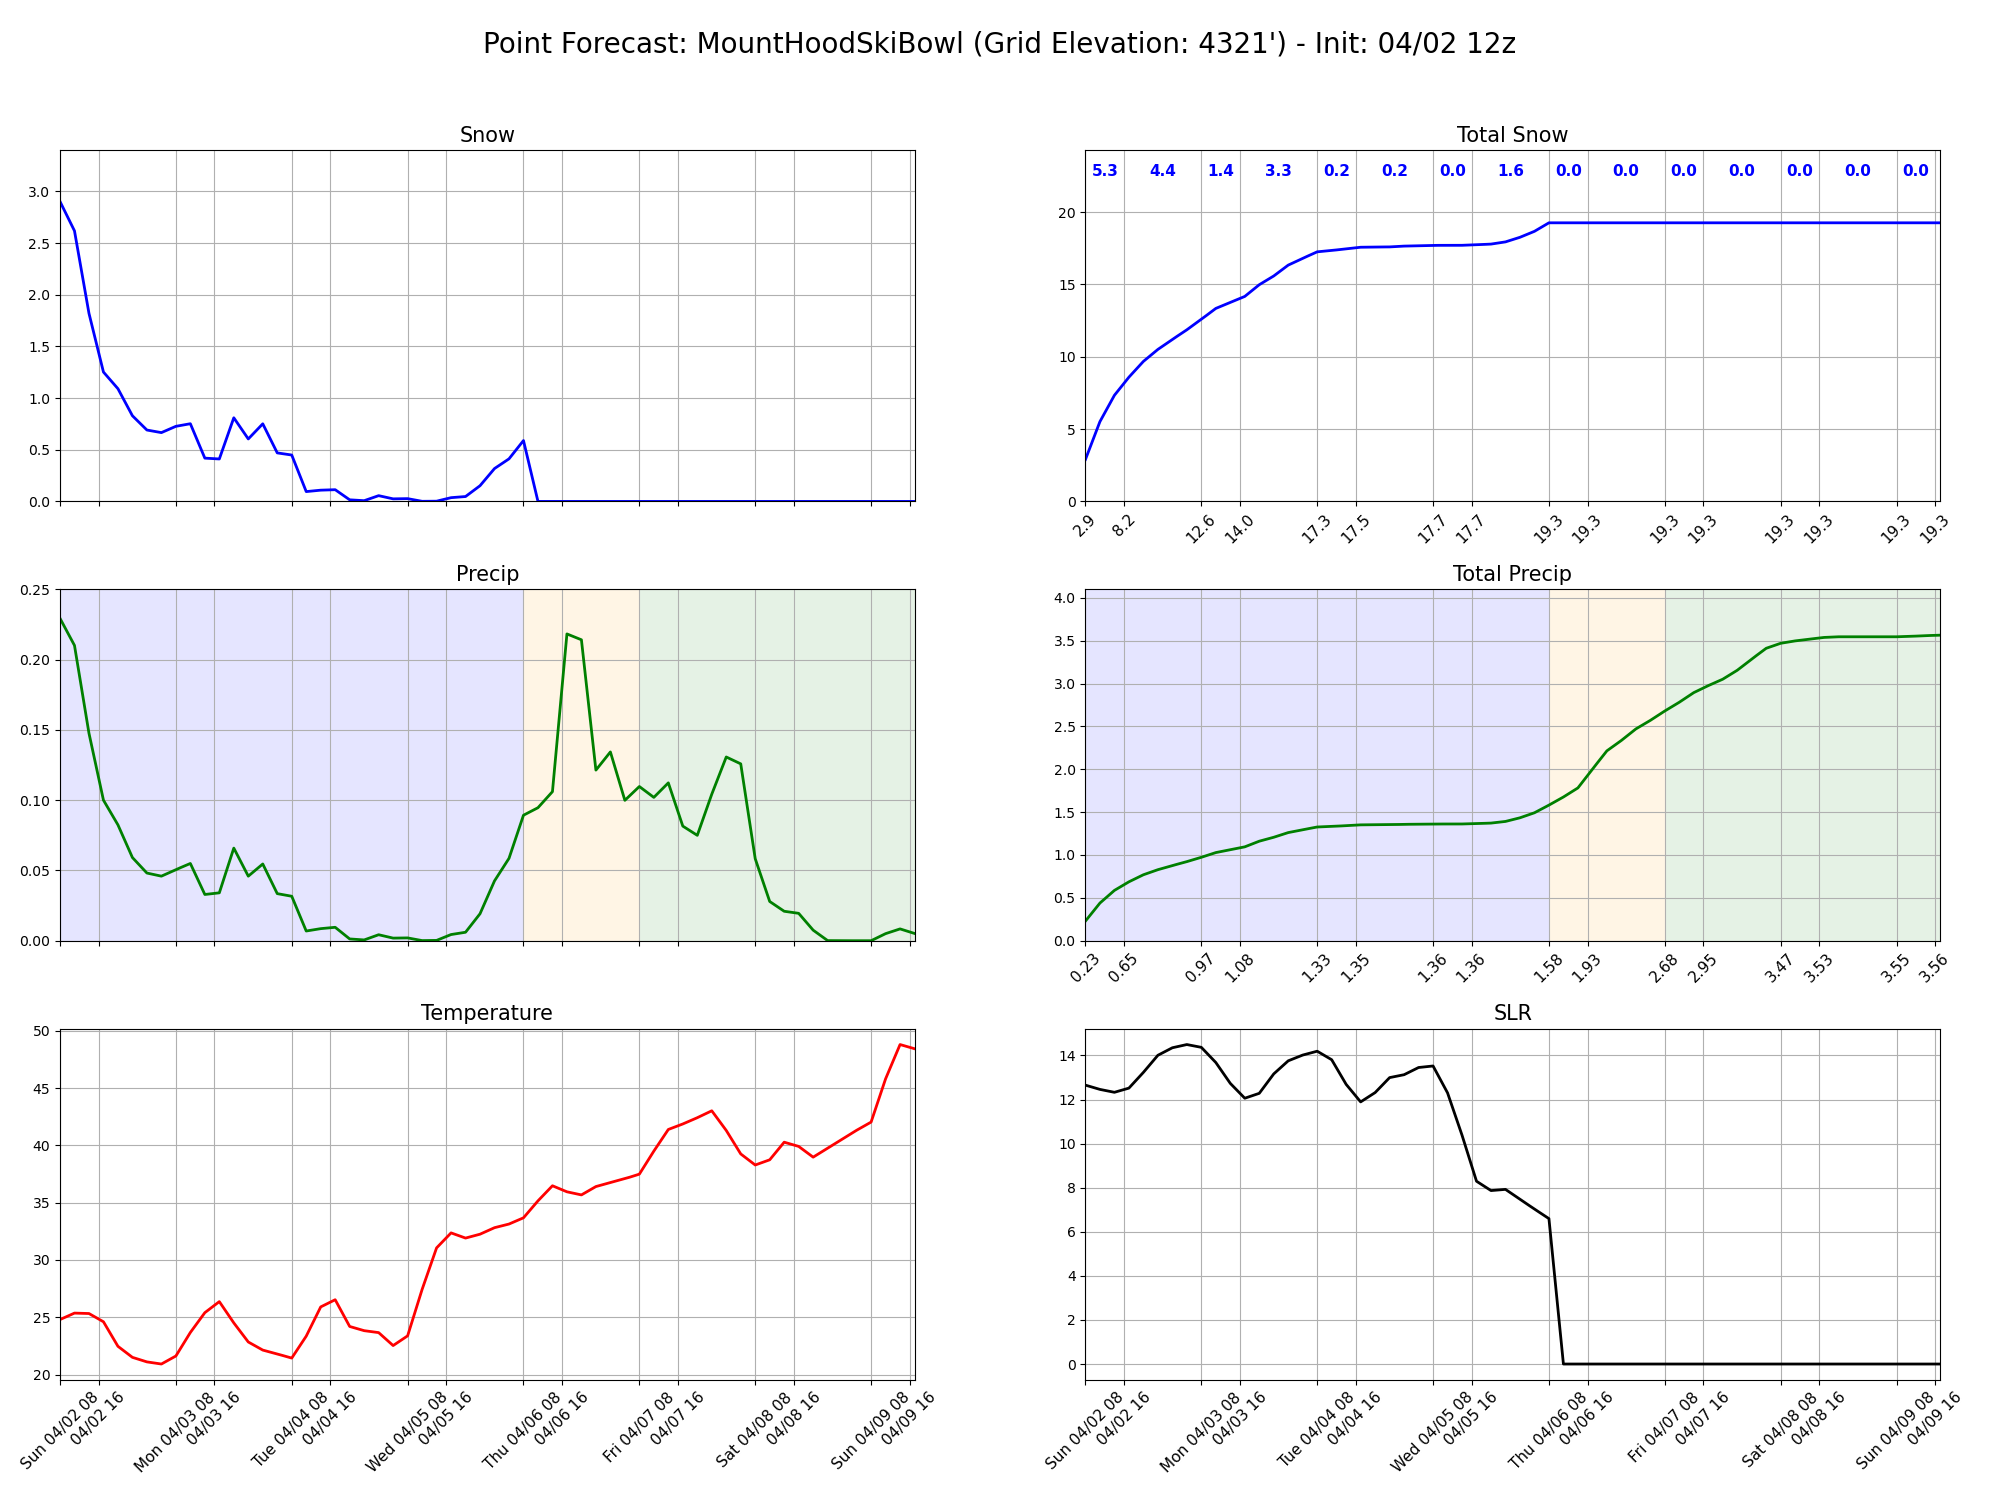 Point Forecast: MountHoodSkiBowl (Grid Elevation: 4321') - Init: 04/02 12z
Snow
3.0
2.5
2.0
1.5
1.0
0.5
0.0
Total Snow
5.3 4.4 1.4 3.3 0.2 0.2 0.0 1.6 0.0 0.0 0.0 0.0 0.0 0.0 0.0
20
15
10
5
0
2.9 8.2 12.6 14.0 17.3 17.5 17.7 17.7 19.3 19.3 19.3 19.3 19.3 19.3 19.3 19.3
Precip
0.25
0.20
0.15
0.10
0.05
0.00
Total Precip
4.0
3.5
3.0
2.5
2.0
1.5
1.0
0.5
0.0
0.23 0.65 0.97 1.08 1.33 1.35 1.36 1.36 1.58 1.93 2.68 2.95 3.47 3.53 3.55 3.56
Temperature
50
45
40
35
30
25
20
Sun 04/02 08
04/02 16
Mon 04/03 08
04/03 16
Tue 04/04 08
04/04 16
Wed 04/05 08
04/05 16
Thu 04/06 08
04/06 16
Fri 04/07 08
04/07 16
Sat 04/08 08
04/08 16
Sun 04/09 08
04/09 16
SLR
14
12
10
8
6
4
2
0
Sun 04/02 08
04/02 16
Mon 04/03 08
04/03 16
Tue 04/04 08
04/04 16
Wed 04/05 08
04/05 16
Thu 04/06 08
04/06 16
Fri 04/07 08
04/07 16
Sat 04/08 08
04/08 16
Sun 04/09 08
04/09 16